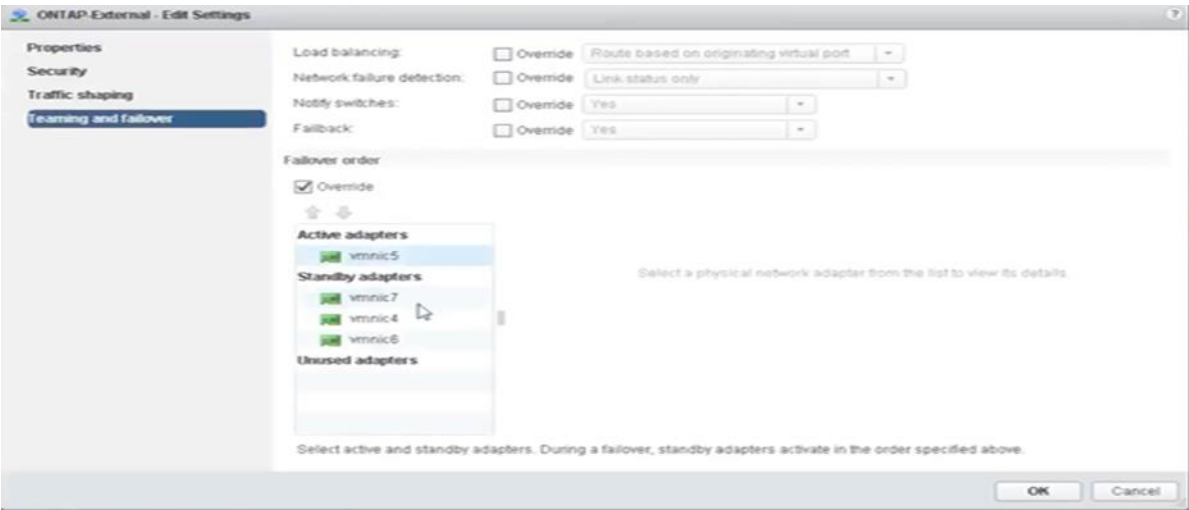 ONTAP-External - Edit Settings
?
Properties
Security
Traffic shaping
Teaming and failover
Load balancing: Override Route based on originating virtual port
Network failure detection: Override Link status only
Notify switches: Override Yes
Failback: Override Yes
Failover order
Override
Active adapters
vmnic5
Standby adapters
vmnic7
vmnic4
vmnic6
Unused adapters
Select a physical network adapter from the list to view its details.
Select active and standby adapters. During a failover, standby adapters activate in the order specified above.
OK Cancel